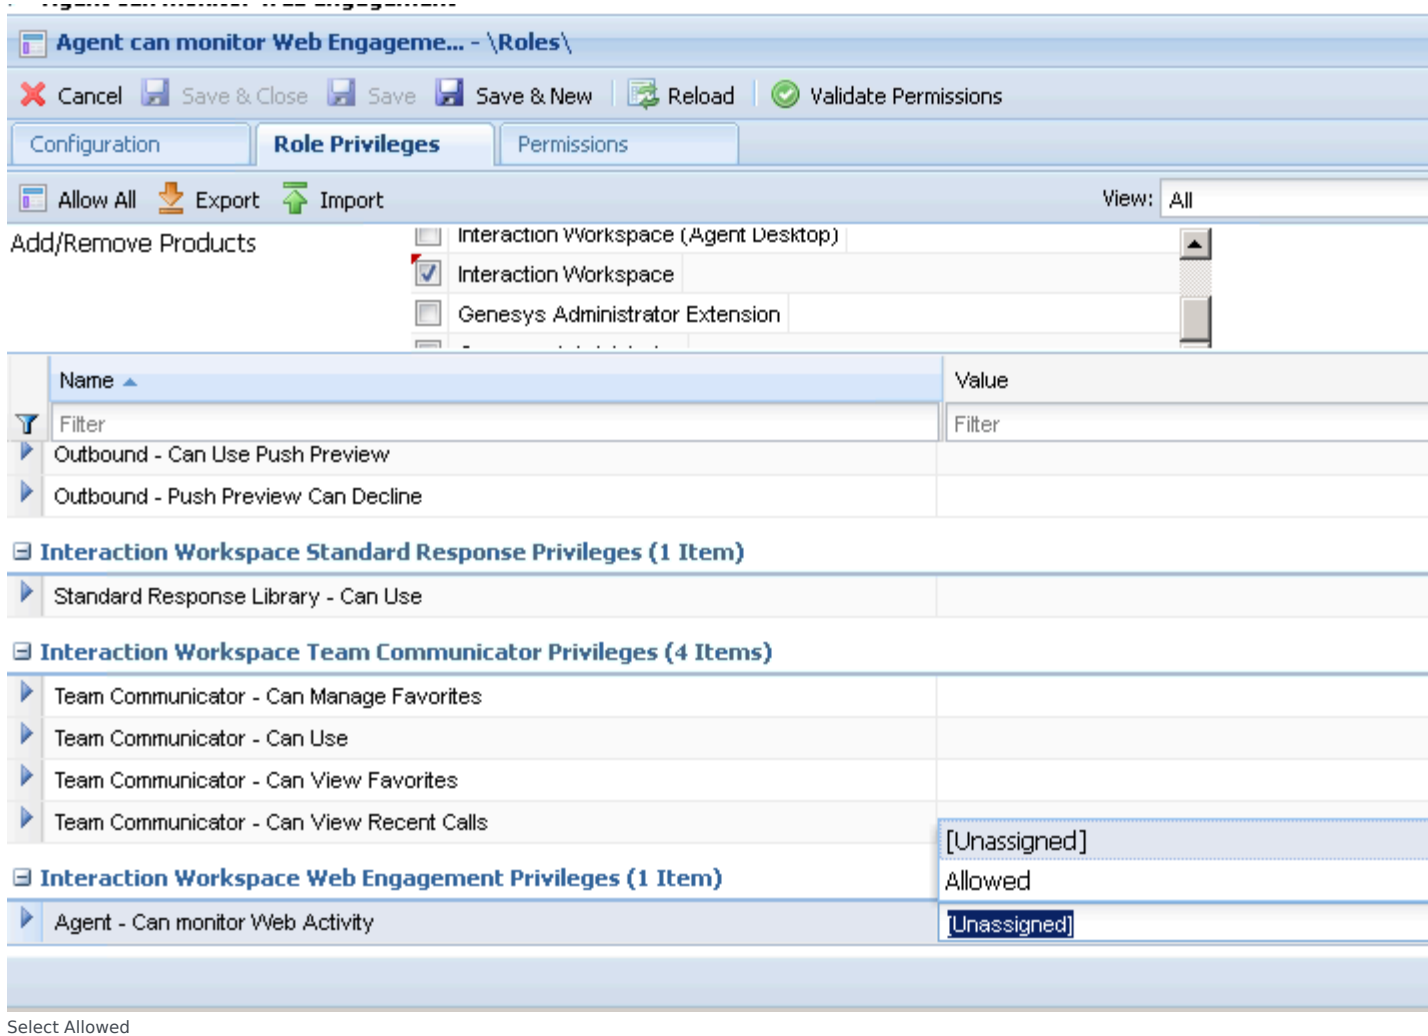 Agent can monitor Web Engagement
Agent can monitor Web Engageme... - \Roles\
Cancel Save & Close Save Save & New Reload Validate Permissions
Configuration Role Privileges Permissions
Allow All Export Import View: All
Add/Remove Products
Interaction Workspace (Agent Desktop)
Interaction Workspace
Genesys Administrator Extension
Name Value
Filter Filter
Outbound - Can Use Push Preview
Outbound - Push Preview Can Decline
Interaction Workspace Standard Response Privileges (1 Item)
Standard Response Library - Can Use
Interaction Workspace Team Communicator Privileges (4 Items)
Team Communicator - Can Manage Favorites
Team Communicator - Can Use
Team Communicator - Can View Favorites
Team Communicator - Can View Recent Calls
[Unassigned]
Interaction Workspace Web Engagement Privileges (1 Item)
Allowed
Agent - Can monitor Web Activity [Unassigned]
Select Allowed